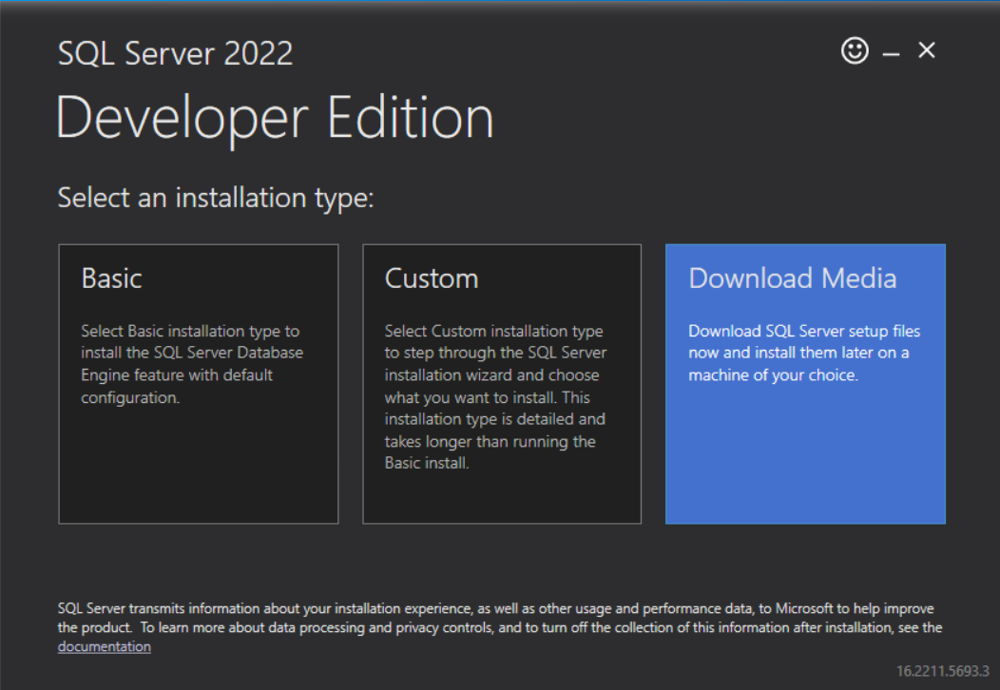 SQL Server 2022
Developer Edition
Select an installation type:
Basic
Select Basic installation type to
install the SQL Server Database
Engine feature with default
configuration.
Custom
Select Custom installation type
to step through the SQL Server
installation wizard and choose
what you want to install. This
installation type is detailed and
takes longer than running the
Basic install.
Download Media
Download SQL Server setup files
now and install them later on a
machine of your choice.
SQL Server transmits information about your installation experience, as well as other usage and performance data, to Microsoft to help improve
the product.  To learn more about data processing and privacy controls, and to turn off the collection of this information after installation, see the
documentation
16.2211.5693.3